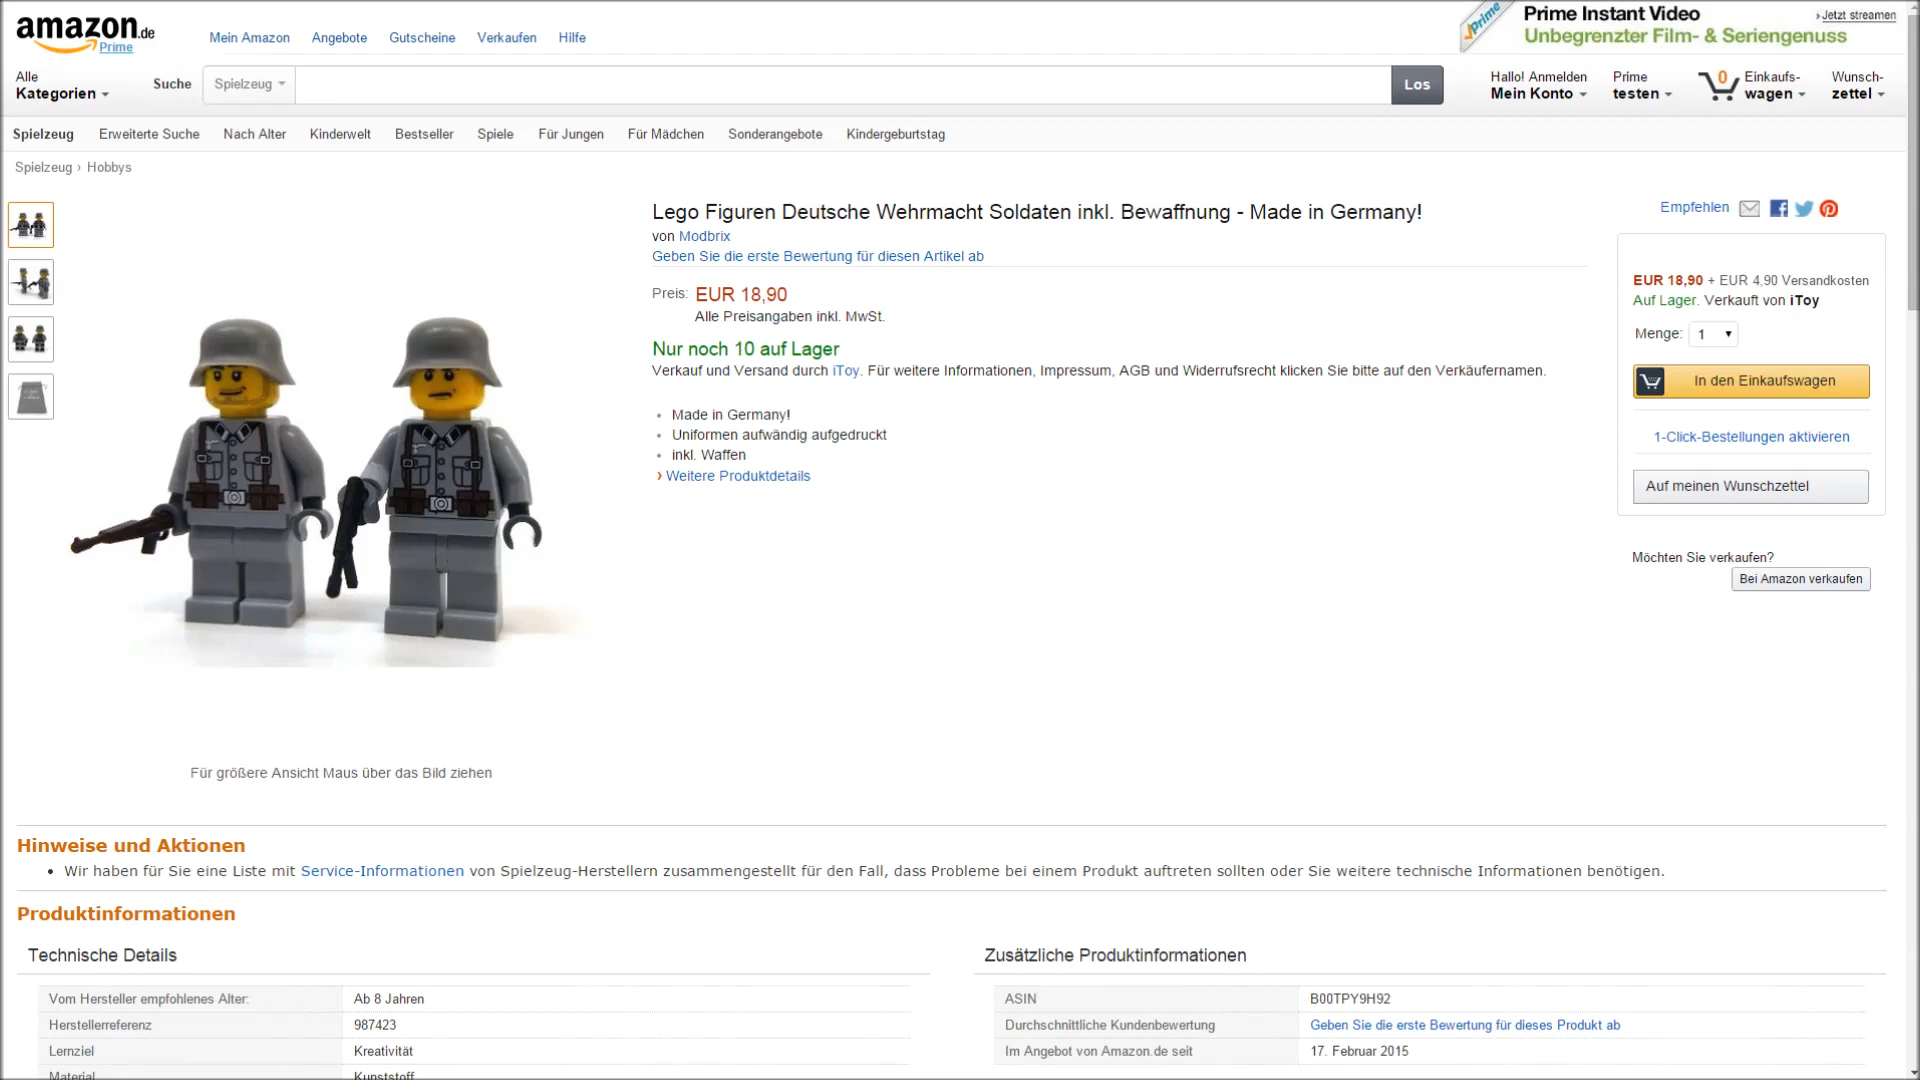 amazon.de
Prime
Mein Amazon Angebote Gutscheine Verkaufen Hilfe
Prime
Prime Instant Video
› Jetzt streamen
Unbegrenzter Film- & Seriengenuss
Alle
Kategorien
Suche Spielzeug Los
Hallo! Anmelden
Mein Konto
Prime
testen
0
Einkaufs-
wagen
Wunsch-
zettel
Spielzeug Erweiterte Suche Nach Alter Kinderwelt Bestseller Spiele Für Jungen Für Mädchen Sonderangebote Kindergeburtstag
Spielzeug › Hobbys
Lego Figuren Deutsche Wehrmacht Soldaten inkl. Bewaffnung - Made in Germany!
von Modbrix
Geben Sie die erste Bewertung für diesen Artikel ab
Preis: EUR 18,90
Alle Preisangaben inkl. MwSt.
Nur noch 10 auf Lager
Verkauf und Versand durch iToy. Für weitere Informationen, Impressum, AGB und Widerrufsrecht klicken Sie bitte auf den Verkäufernamen.
Made in Germany!
Uniformen aufwändig aufgedruckt
inkl. Waffen
› Weitere Produktdetails
Empfehlen
EUR 18,90 + EUR 4,90 Versandkosten
Auf Lager. Verkauft von iToy
Menge: 1
In den Einkaufswagen
1-Click-Bestellungen aktivieren
Auf meinen Wunschzettel
Möchten Sie verkaufen?
Bei Amazon verkaufen
Für größere Ansicht Maus über das Bild ziehen
Hinweise und Aktionen
Wir haben für Sie eine Liste mit Service-Informationen von Spielzeug-Herstellern zusammengestellt für den Fall, dass Probleme bei einem Produkt auftreten sollten oder Sie weitere technische Informationen benötigen.
Produktinformationen
Technische Details
Vom Hersteller empfohlenes Alter: Ab 8 Jahren
Herstellerreferenz 987423
Lernziel Kreativität
Material Kunststoff
Zusätzliche Produktinformationen
ASIN B00TPY9H92
Durchschnittliche Kundenbewertung Geben Sie die erste Bewertung für dieses Produkt ab
Im Angebot von Amazon.de seit 17. Februar 2015